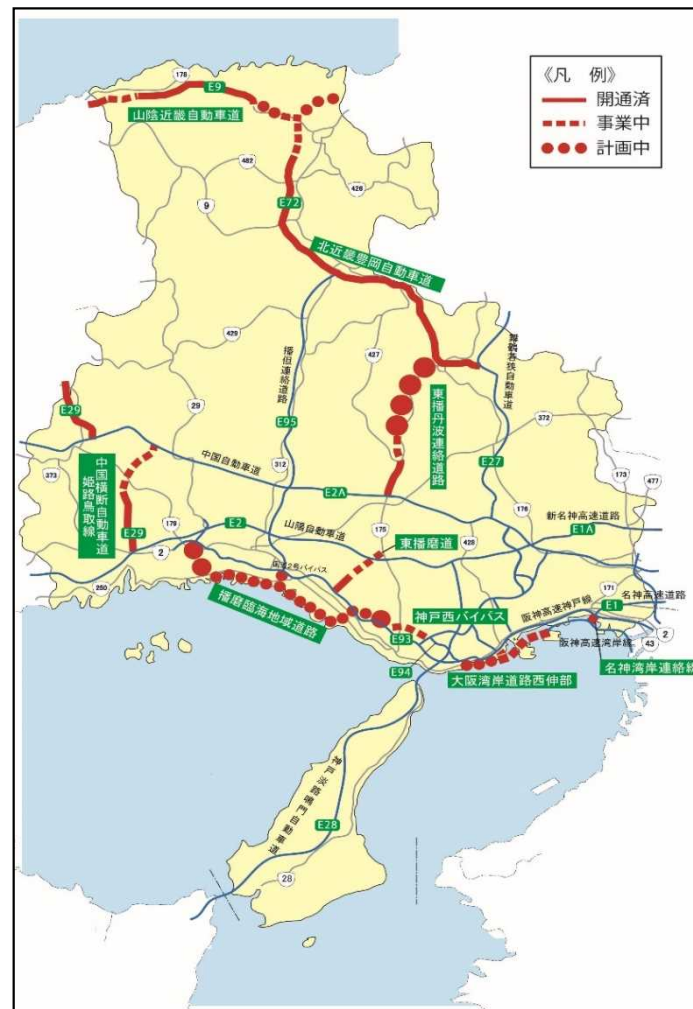 《凡 例》
開通済
事業中
計画中
178
E9
山陰近畿自動車道
482
426
9
E72
北近畿豊岡自動車道
429
427
播但連絡道路
舞鶴若狭自動車道
E29
29
E95
東播丹波連絡道路
372
中国自動車道
312
E27
173
477
373
中国横断自動車道
姫路鳥取線
E2A
176
新名神高速道路
179
E2
山陽自動車道
175
428
E1A
E29
2
東播磨道
国道2号バイパス
171
名神高速道路
250
播磨臨海地域道路
神戸西バイパス
阪神高速神戸線
E1
E93
阪神高速湾岸線
2
43
E94
大阪湾岸道路西伸部
名神湾岸連絡線
神戸淡路鳴門自動車道
E28
28